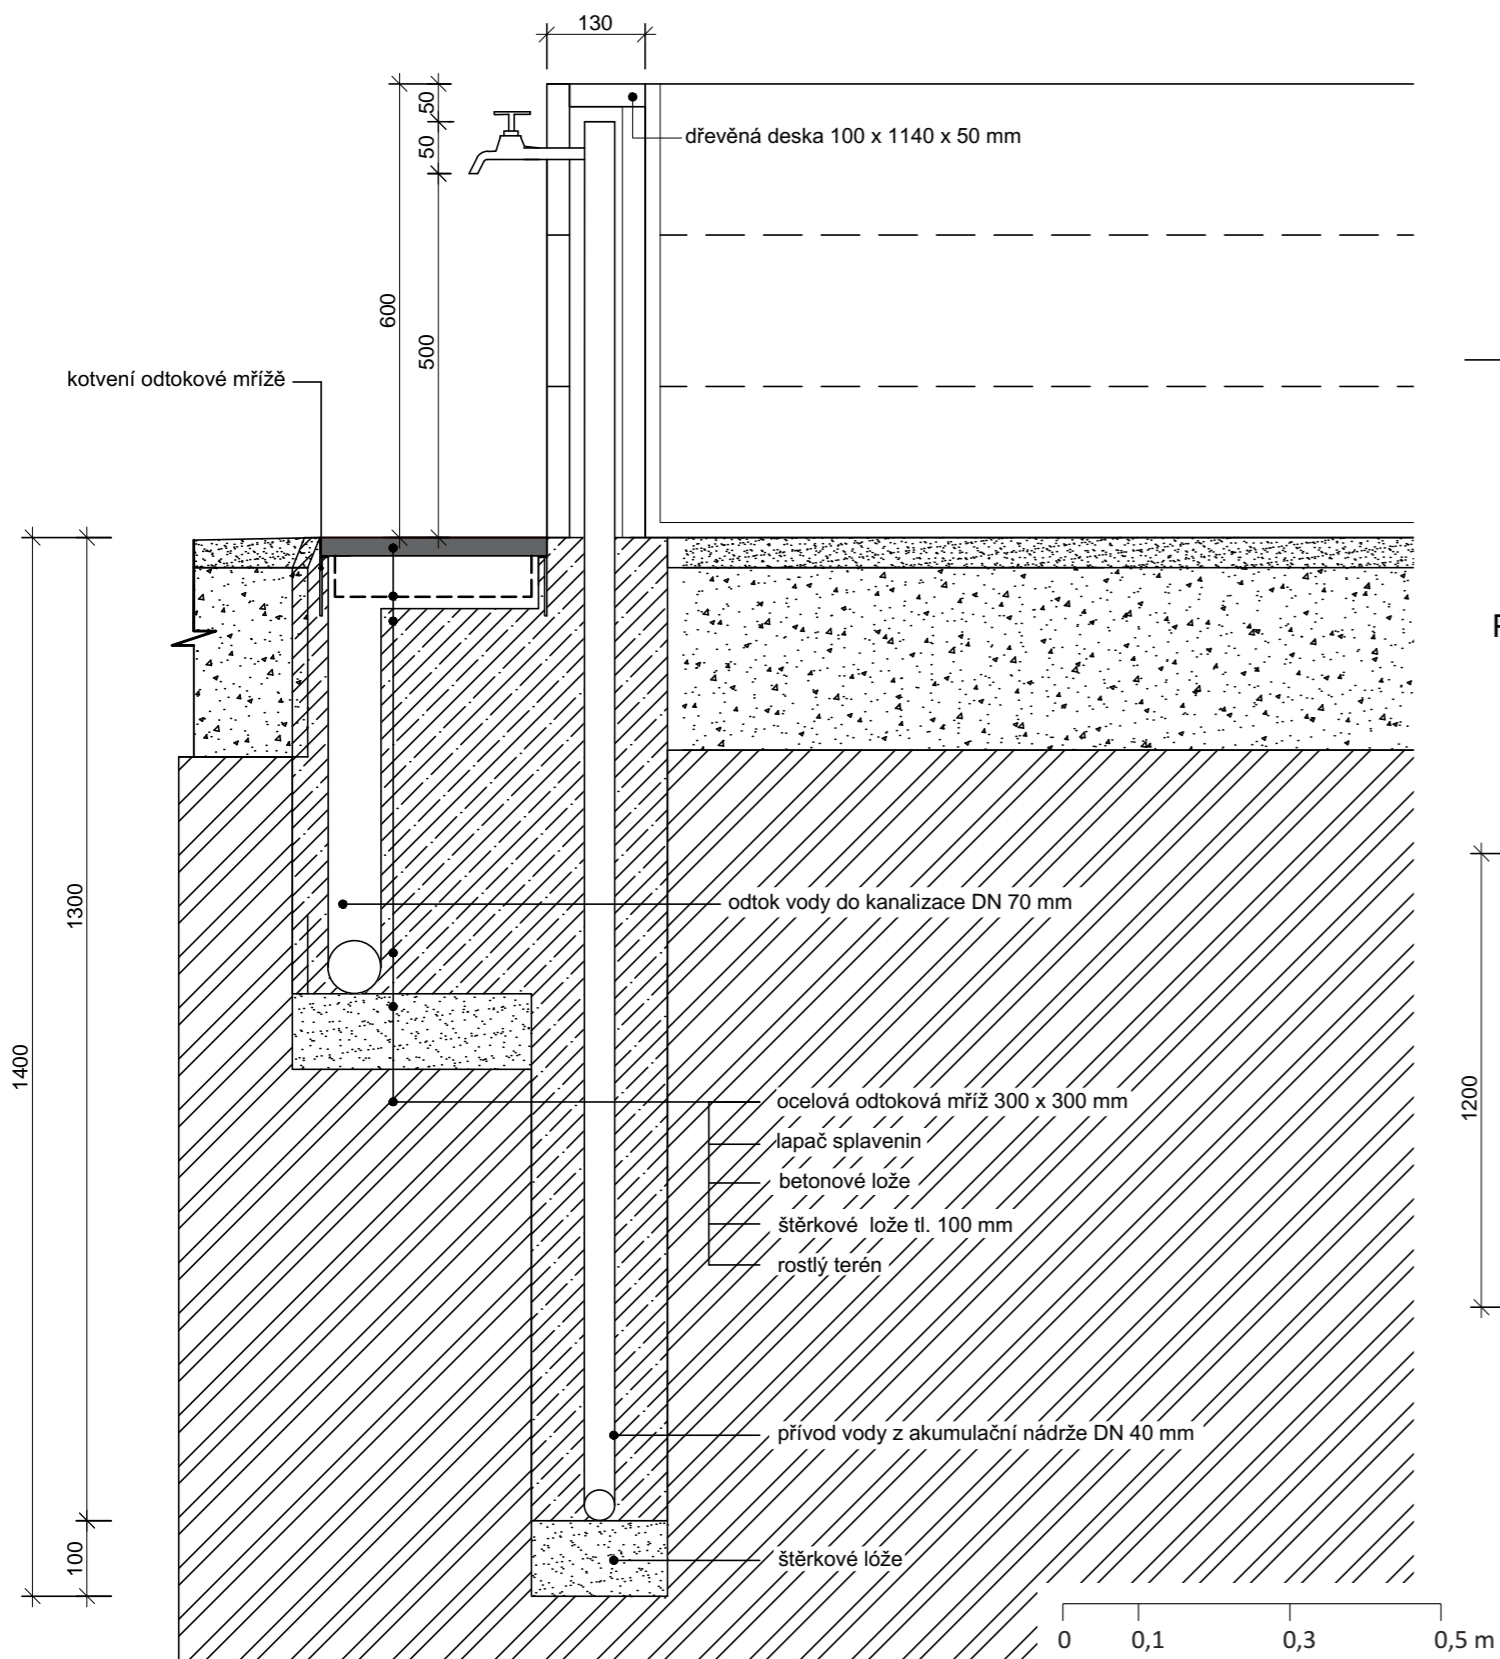 130
50
dřevěná deska 100 x 1140 x 50 mm
50
600
500
kotvení odtokové mřížě
1300
odtok vody do kanalizace DN 70 mm
1400
1200
ocelová odtoková mříž 300 x 300 mm
lapač splavenin
betonové lože
štěrkové lože tl. 100 mm
rostlý terén
přívod vody z akumulační nádrže DN 40 mm
100
štěrkové lóže
0 0,1 0,3 0,5 m